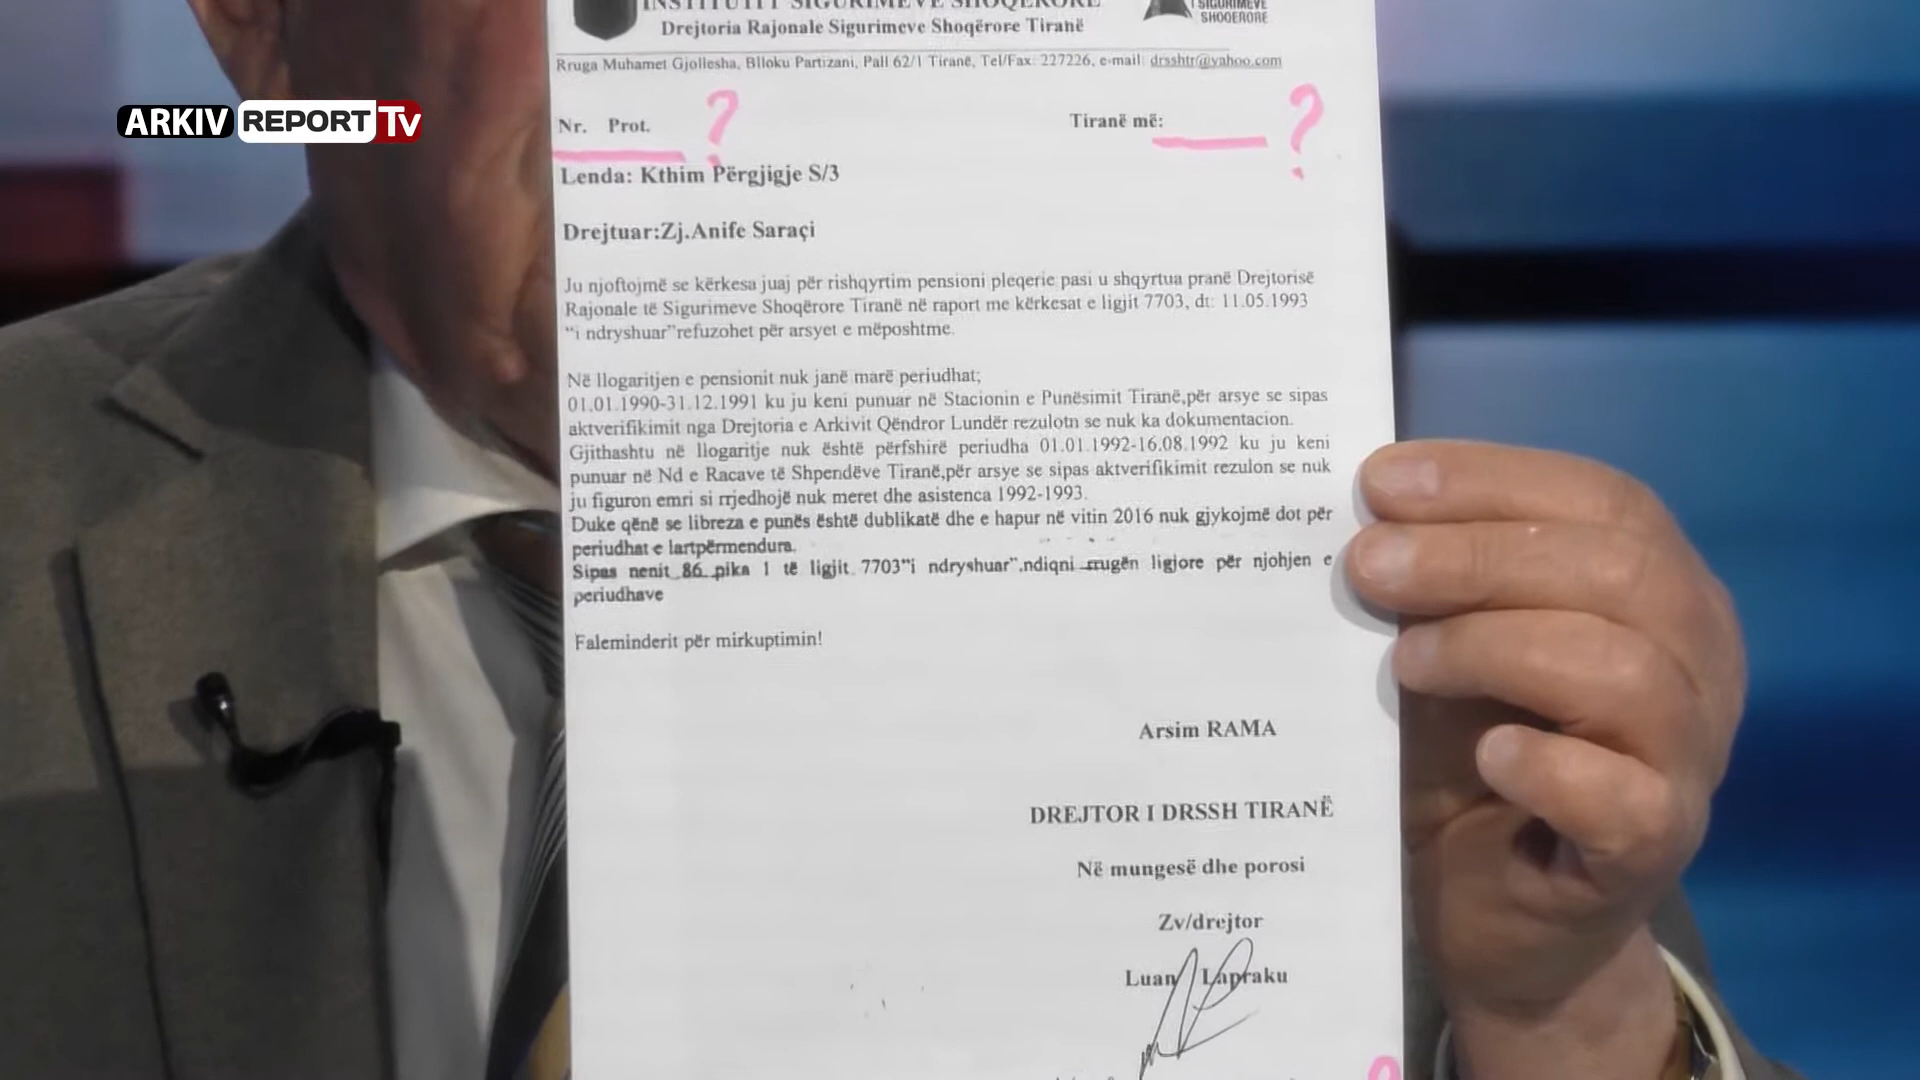 INSTITUTI I SIGURIMEVE SHOQËRORE
I SIGURIMEVE
SHOQERORE
Drejtoria Rajonale Sigurimeve Shoqërore Tiranë
Rruga Muhamet Gjollesha, Blloku Partizani, Pall 62/1 Tiranë, Tel/Fax: 227226, e-mail: drsshtr@yahoo.com
ARKIV REPORT Tv
Nr. Prot. ? Tiranë më: ?
Lenda: Kthim Përgjigje S/3
Drejtuar:Zj.Anife Saraçi
Ju njoftojmë se kërkesa juaj për rishqyrtim pensioni pleqerie pasi u shqyrtua pranë Drejtorisë
Rajonale të Sigurimeve Shoqërore Tiranë në raport me kërkesat e ligjit 7703, dt: 11.05.1993
“i ndryshuar”refuzohet për arsyet e mëposhtme.
Në llogaritjen e pensionit nuk janë marë periudhat;
01.01.1990-31.12.1991 ku ju keni punuar në Stacionin e Punësimit Tiranë,për arsye se sipas
aktverifikimit nga Drejtoria e Arkivit Qëndror Lundër rezulotn se nuk ka dokumentacion.
Gjithashtu në llogaritje nuk është përfshirë periudha 01.01.1992-16.08.1992 ku ju keni
punuar në Nd e Racave të Shpendëve Tiranë,për arsye se sipas aktverifikimit rezulon se nuk
ju figuron emri si rrjedhojë nuk meret dhe asistenca 1992-1993.
Duke qënë se libreza e punës është dublikatë dhe e hapur në vitin 2016 nuk gjykojmë dot për
periudhat e lartpërmendura.
Sipas nenit 86 pika 1 të ligjit 7703”i ndryshuar”,ndiqni rrugën ligjore për njohjen e
periudhave
Faleminderit për mirkuptimin!
Arsim RAMA
DREJTOR I DRSSH TIRANË
Në mungesë dhe porosi
Zv/drejtor
Luan Lapraku